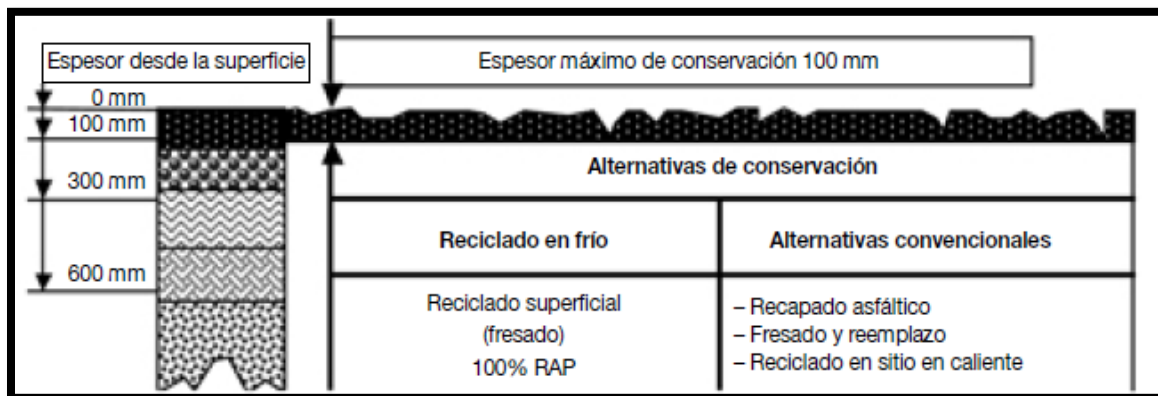 Espesor desde la superficie
Espesor máximo de conservación 100 mm
0 mm
100 mm
300 mm
600 mm
Alternativas de conservación
Reciclado en frío
Alternativas convencionales
Reciclado superficial
(fresado)
100% RAP
– Recapado asfáltico
– Fresado y reemplazo
– Reciclado en sitio en caliente